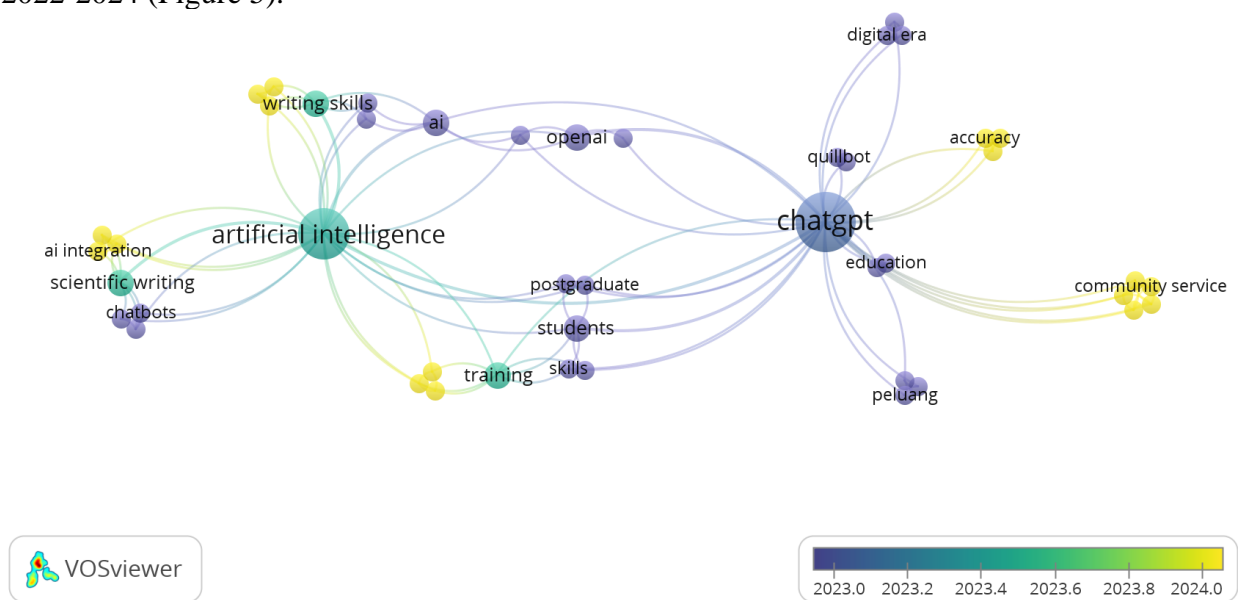 2022-2024 (Figure 3).
digital era
writing skills
ai
openai
accuracy
quillbot
chatgpt
artificial intelligence
ai integration
education
scientific writing
postgraduate
community service
chatbots
students
training
skills
peluang
VOSviewer
2023.0 2023.2 2023.4 2023.6 2023.8 2024.0